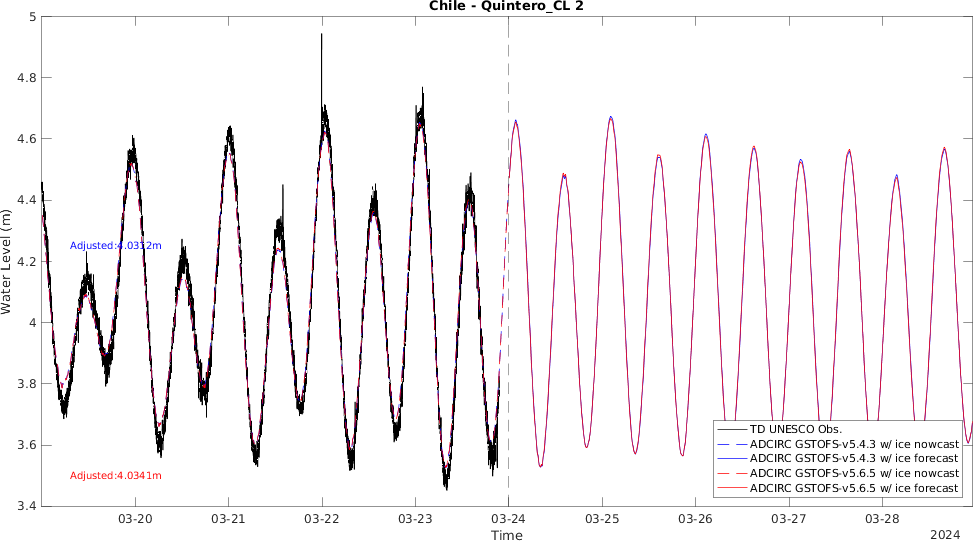 Chile - Quintero_CL 2
5
4.8
4.6
4.4
4.2
4
3.8
3.6
3.4
Water Level (m)
Adjusted:4.0312m
Adjusted:4.0341m
TD UNESCO Obs.
ADCIRC GSTOFS-v5.4.3 w/ ice nowcast
ADCIRC GSTOFS-v5.4.3 w/ ice forecast
ADCIRC GSTOFS-v5.6.5 w/ ice nowcast
ADCIRC GSTOFS-v5.6.5 w/ ice forecast
03-20 03-21 03-22 03-23 03-24 03-25 03-26 03-27 03-28
Time
2024